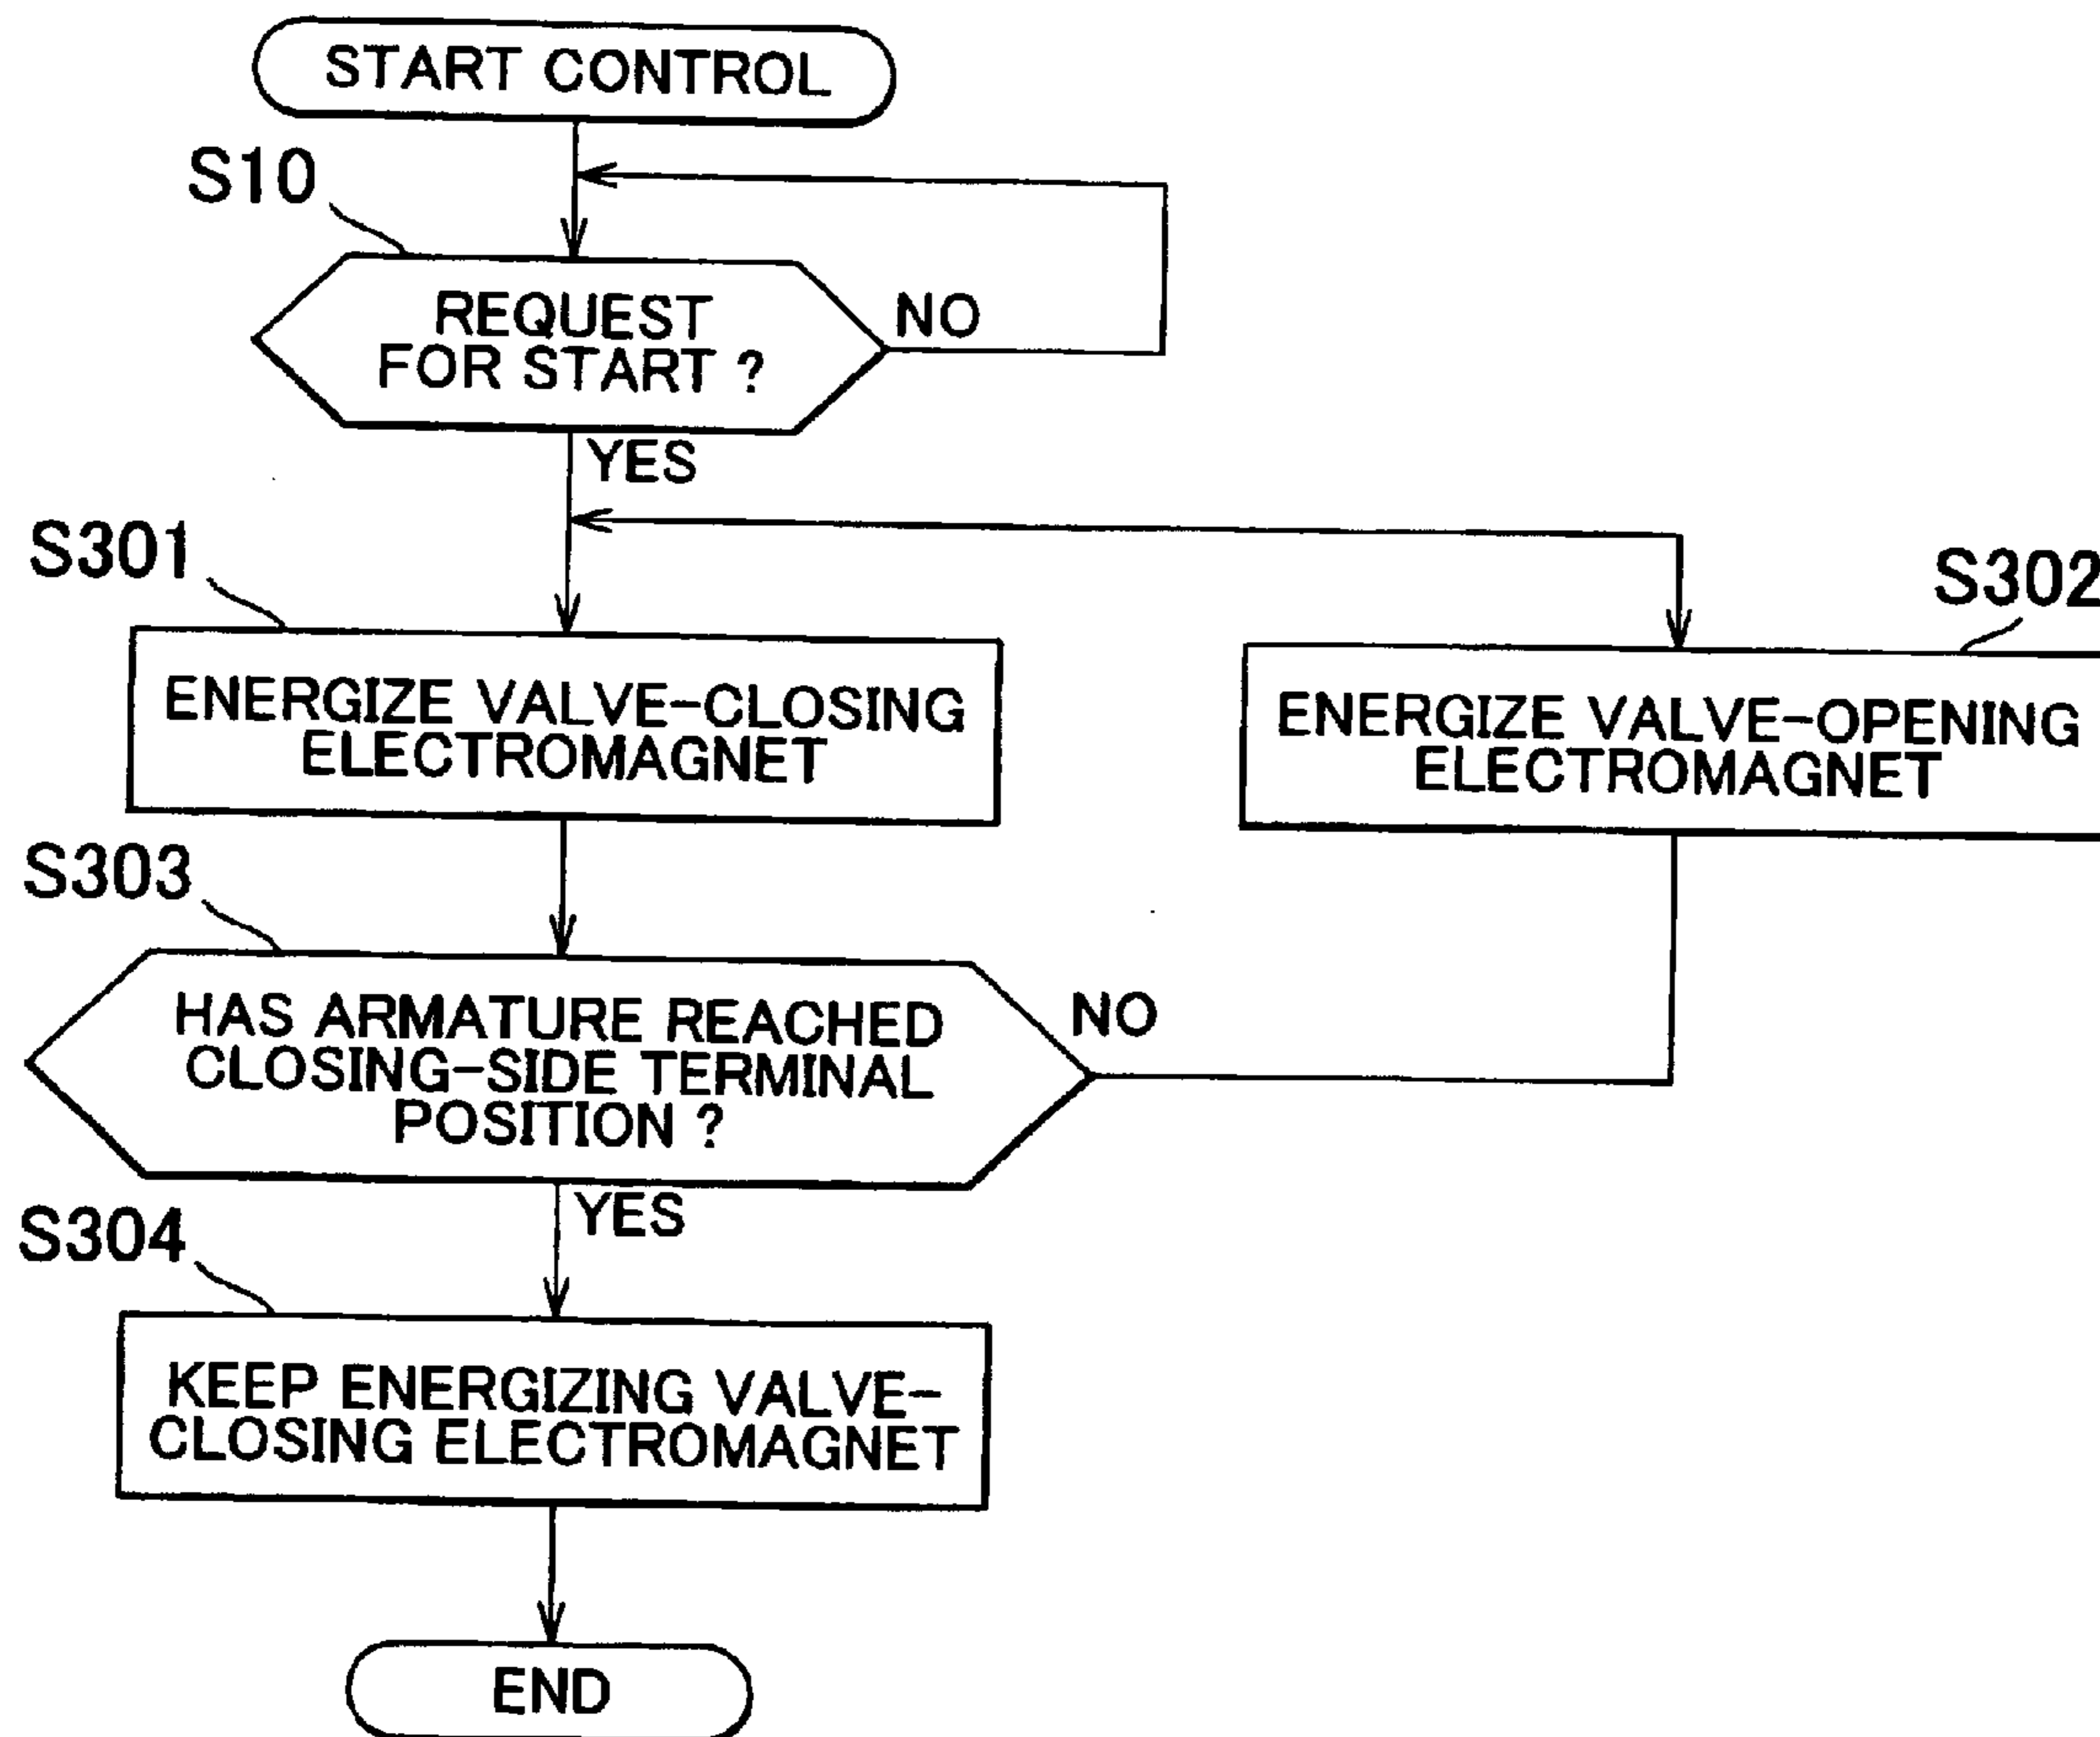 START CONTROL
S10
REQUEST
FOR START ?
NO
YES
S301
S302
ENERGIZE VALVE-CLOSING
ELECTROMAGNET
ENERGIZE VALVE-OPENING
ELECTROMAGNET
S303
HAS ARMATURE REACHED
CLOSING-SIDE TERMINAL
POSITION ?
NO
YES
S304
KEEP ENERGIZING VALVE-
CLOSING ELECTROMAGNET
END